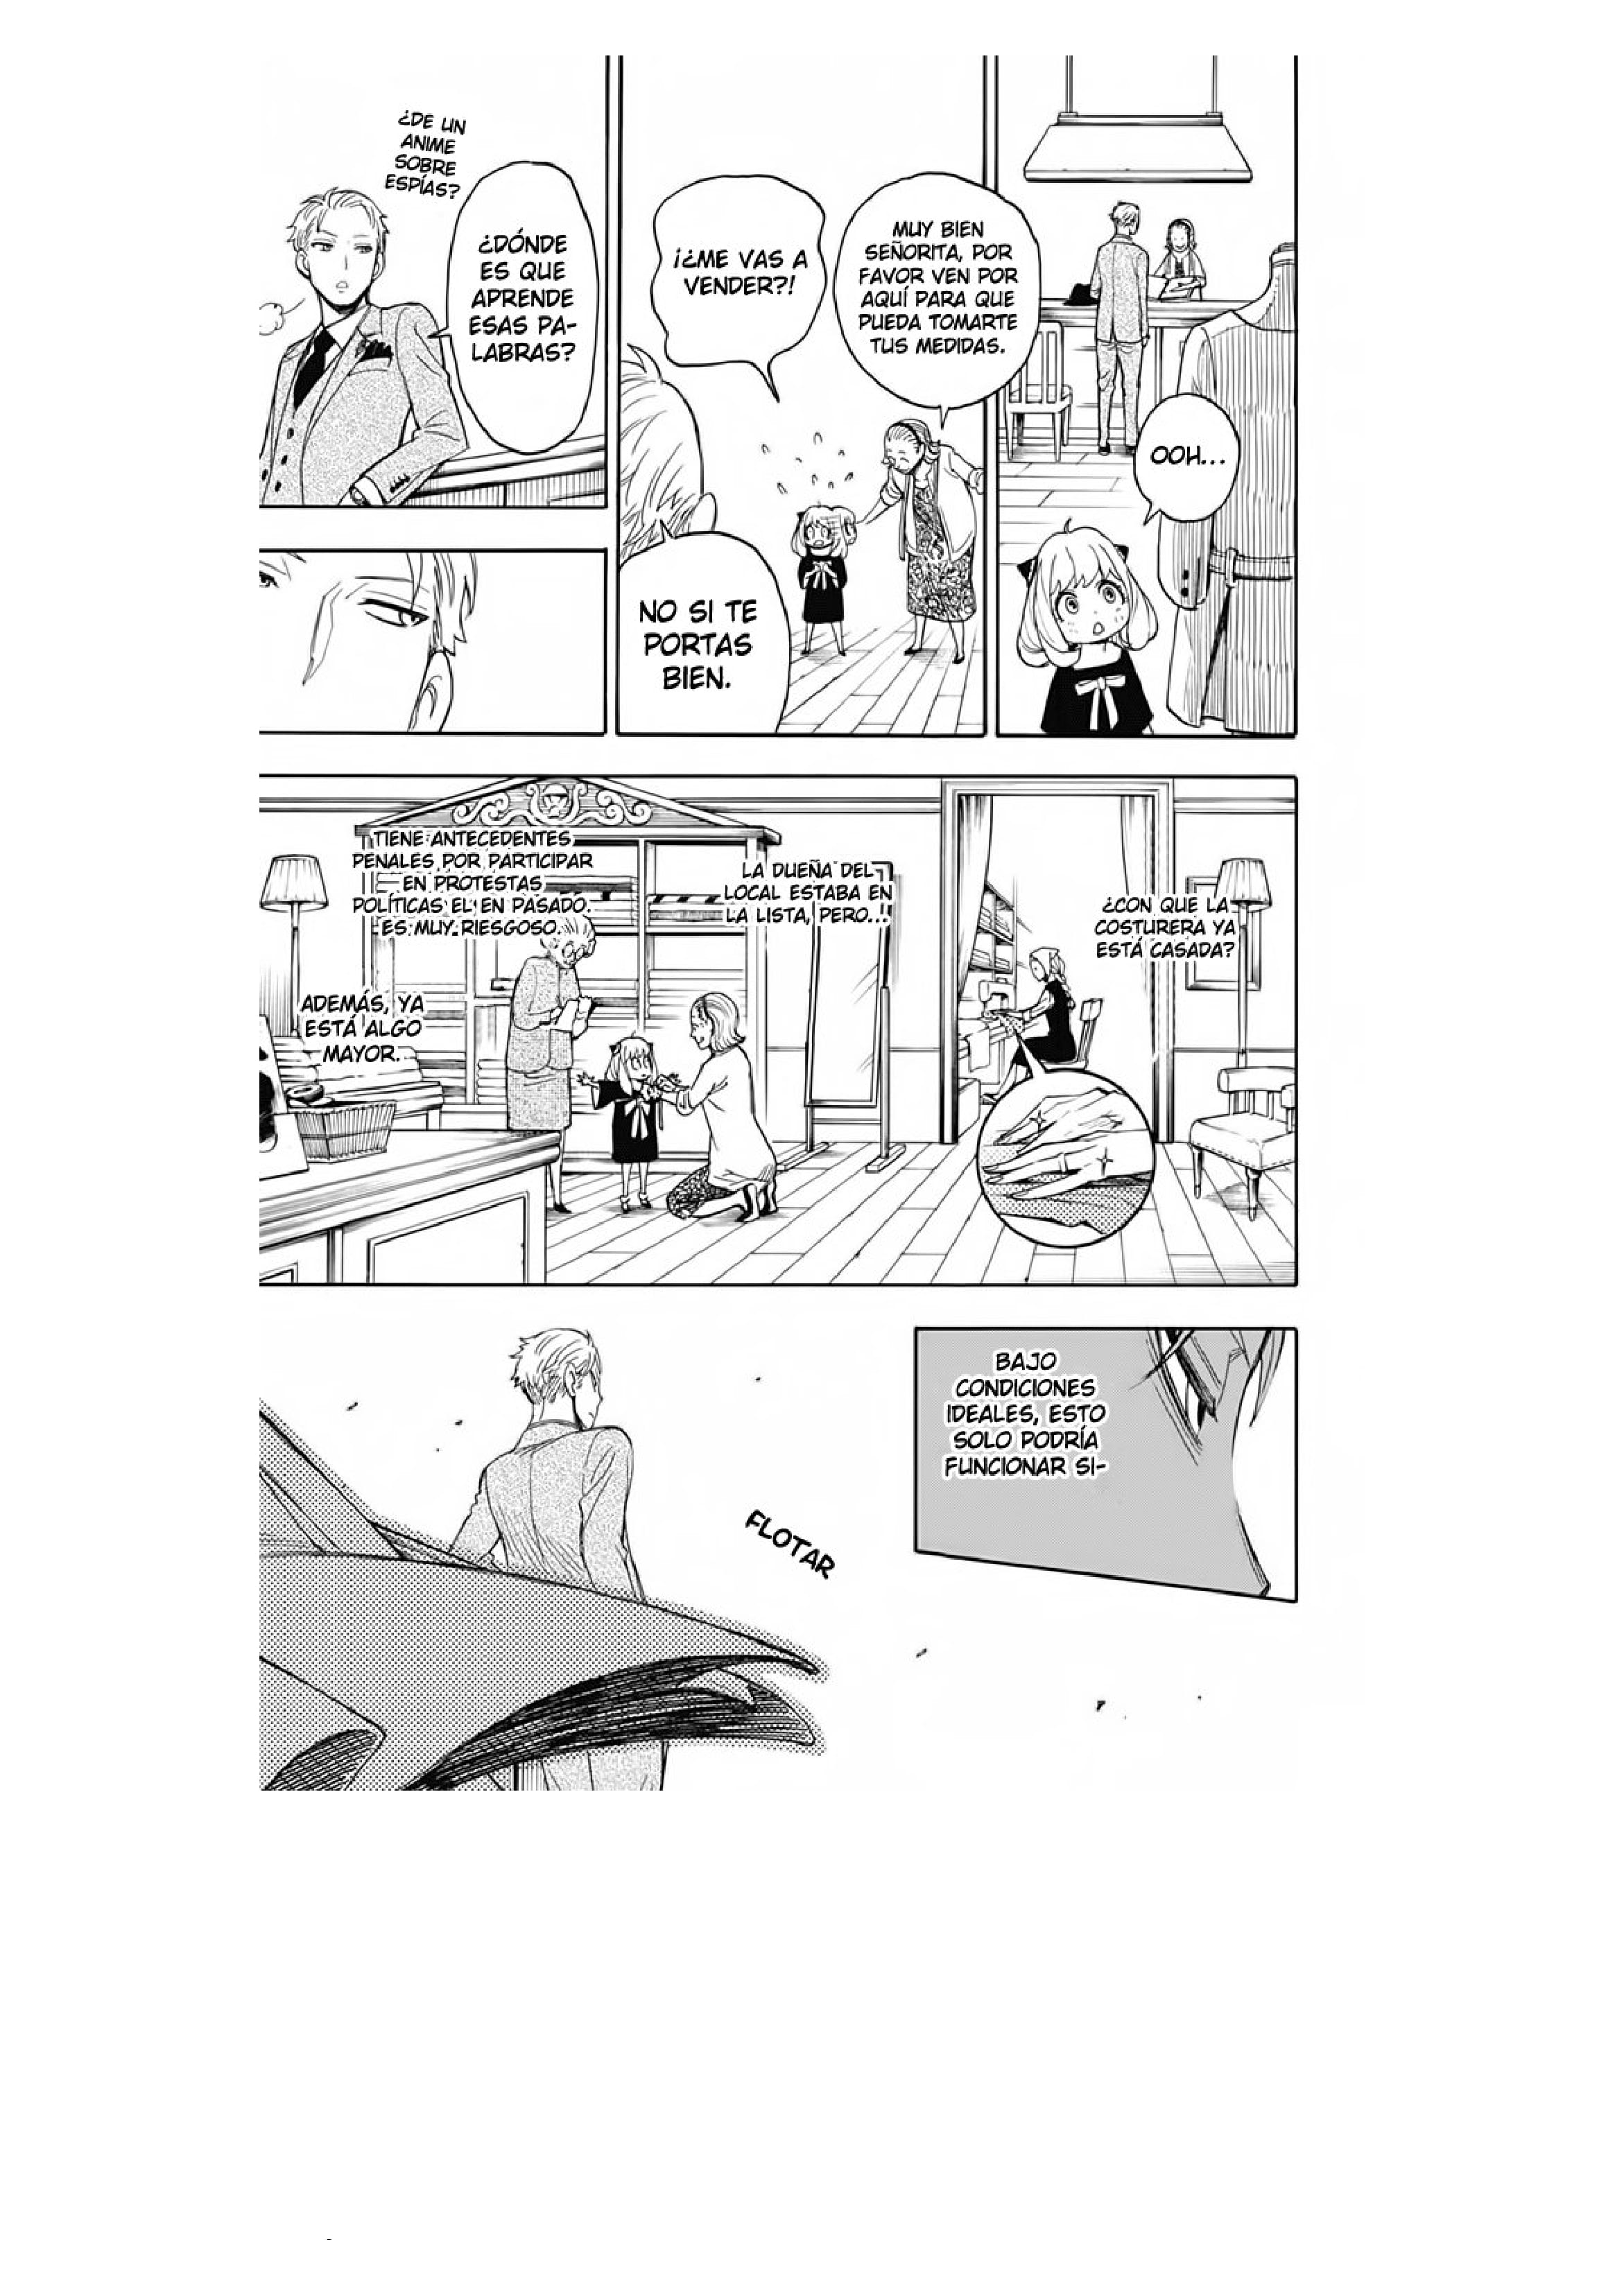 OOH...
MUY BIEN
SEÑORITA, POR
FAVOR VEN POR
AQUÍ PARA QUE
PUEDA TOMARTE
TUS MEDIDAS.
¡¿ME VAS A
VENDER?!
NO SI TE
PORTAS
BIEN.
¿DÓNDE
ES QUE
APRENDE
ESAS PA-
LABRAS?
¿DE UN
ANIME
SOBRE
ESPÍAS?
¿CON QUE LA
COSTURERA YA
ESTÁ CASADA?
LA DUEÑA DEL
LOCAL ESTABA EN
LA LISTA, PERO...
TIENE ANTECEDENTES
PENALES POR PARTICIPAR
EN PROTESTAS
POLÍTICAS EL EN PASADO.
ES MUY RIESGOSO.
ADEMÁS, YA
ESTÁ ALGO
MAYOR.
BAJO
CONDICIONES
IDEALES, ESTO
SOLO PODRÍA
FUNCIONAR SI-
FLOTAR